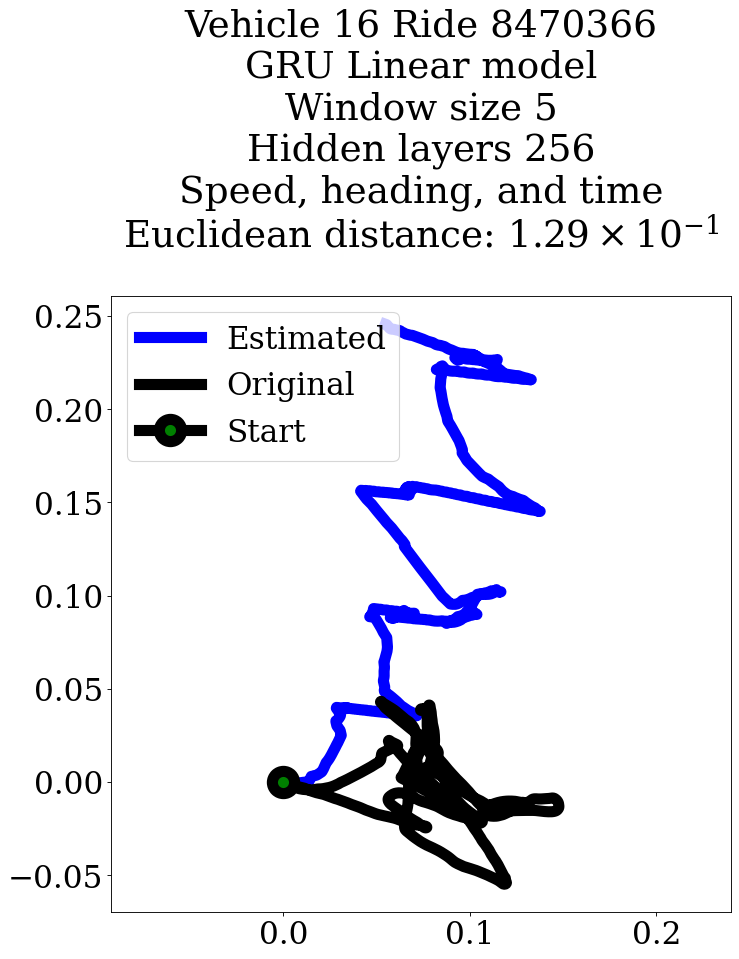 Vehicle 16 Ride 8470366
GRU Linear model
Window size 5
Hidden layers 256
Speed, heading, and time
Euclidean distance: 1.29 × 10⁻¹
Estimated
Original
Start
0.25
0.20
0.15
0.10
0.05
0.00
−0.05
0.0 0.1 0.2